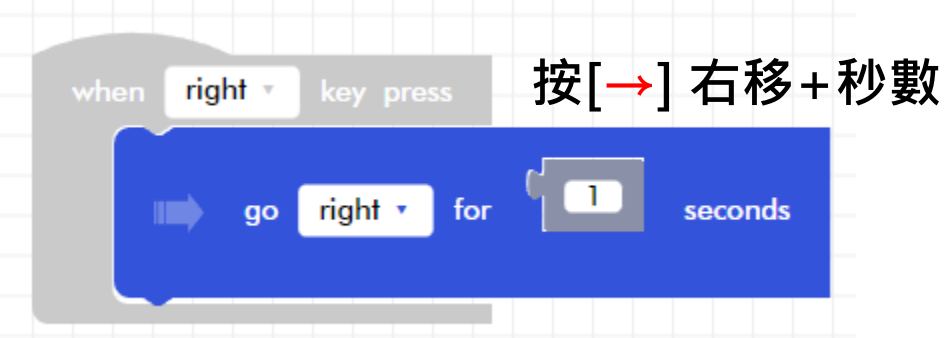 when right ▾ key press
按[→] 右移+秒數
go right ▾ for 1 seconds